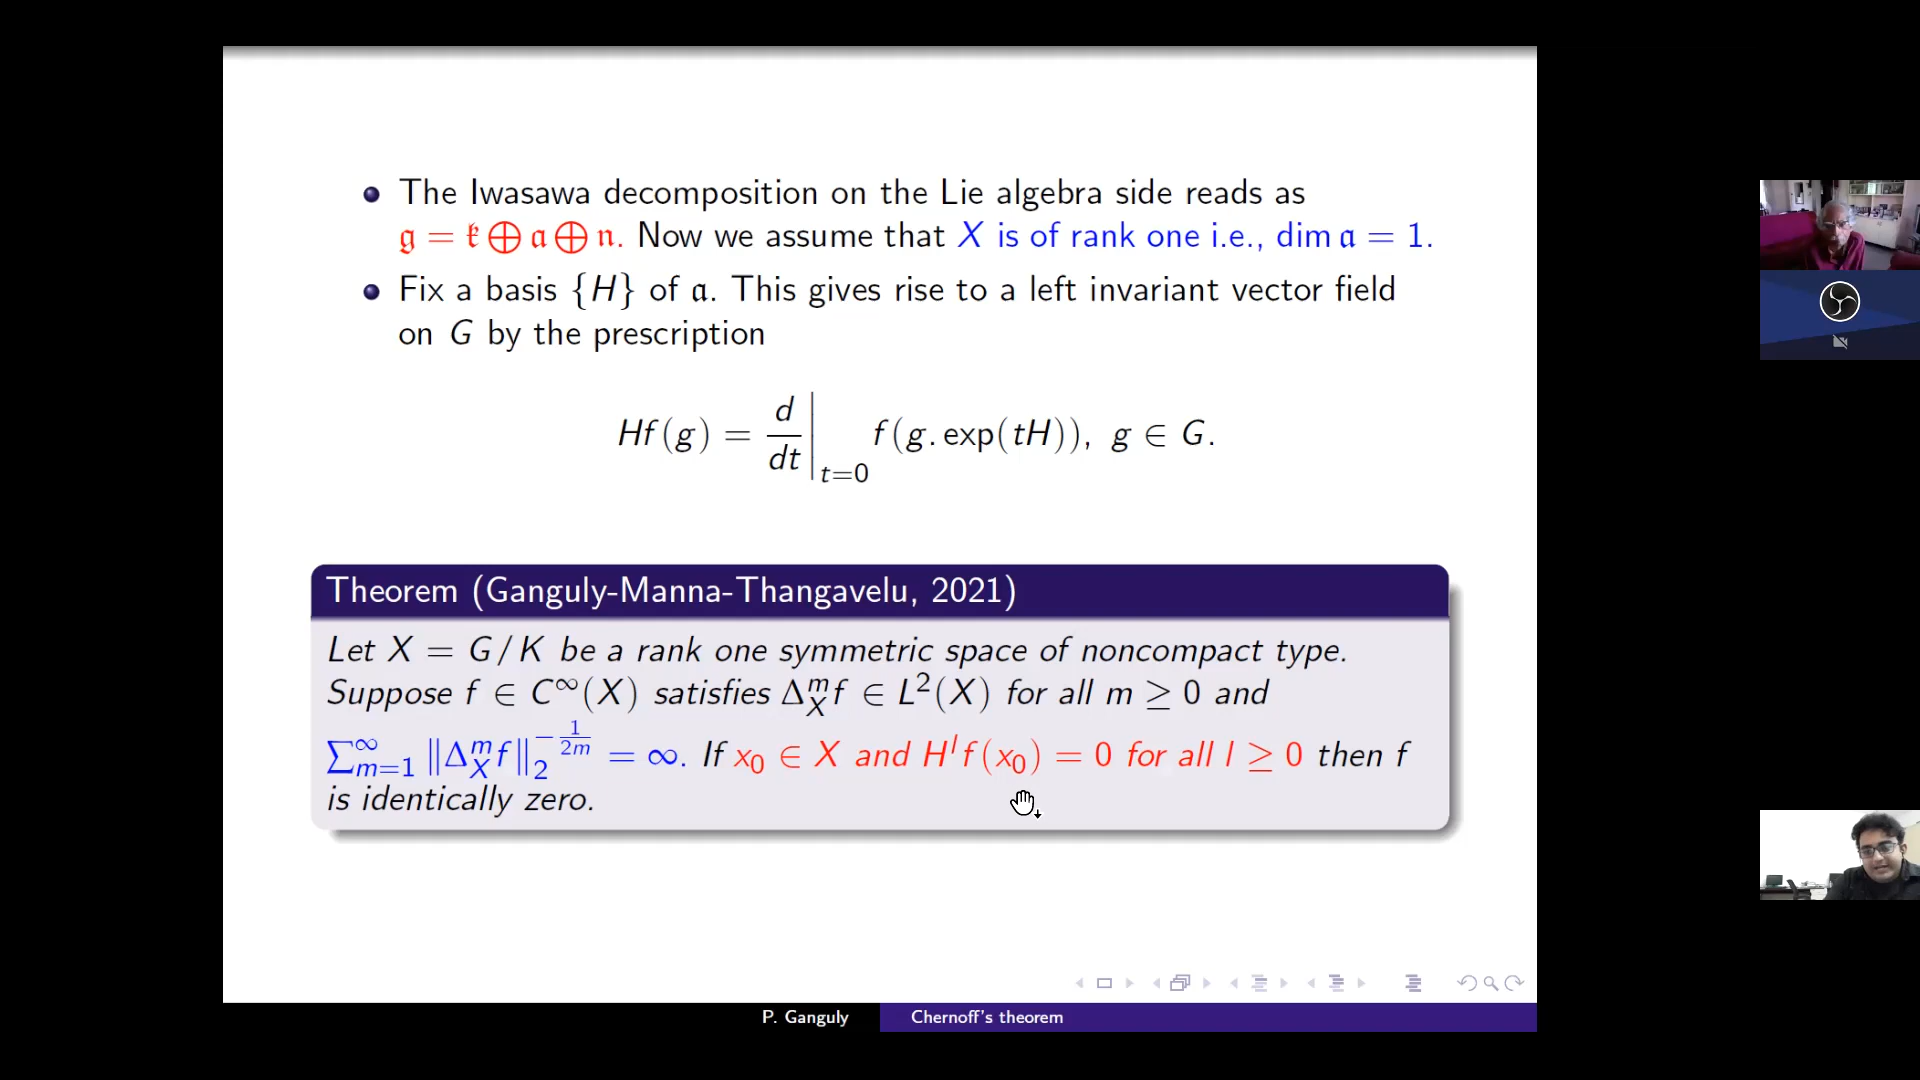 The Iwasawa decomposition on the Lie algebra side reads as
𝔤 = 𝔨 ⊕ 𝔞 ⊕ 𝔫. Now we assume that X is of rank one i.e., dim 𝔞 = 1.
Fix a basis {H} of 𝔞. This gives rise to a left invariant vector field
on G by the prescription
Hf(g) = d/dt|_{t=0} f(g.exp(tH)), g ∈ G.
Theorem (Ganguly-Manna-Thangavelu, 2021)
Let X = G/K be a rank one symmetric space of noncompact type.
Suppose f ∈ C^∞(X) satisfies Δ_X^m f ∈ L²(X) for all m ≥ 0 and
∑_{m=1}^∞ ‖Δ_X^m f‖_2^{-1/(2m)} = ∞. If x₀ ∈ X and H^l f(x₀) = 0 for all l ≥ 0 then f
is identically zero.
P. Ganguly Chernoff's theorem